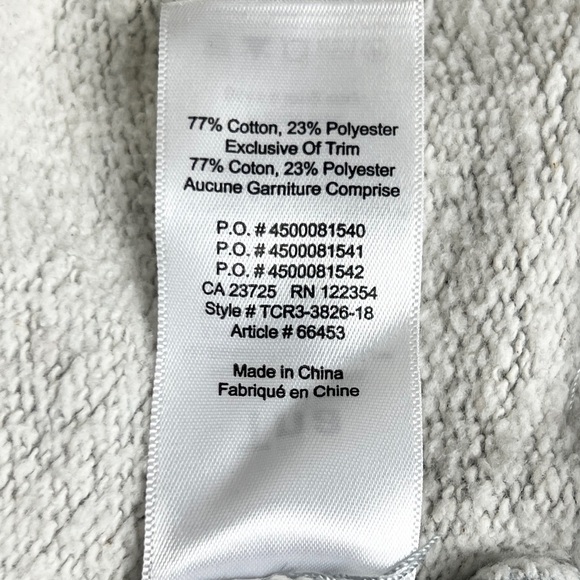 77% Cotton, 23% Polyester
Exclusive Of Trim
77% Coton, 23% Polyester
Aucune Garniture Comprise
P.O. # 4500081540
P.O. # 4500081541
P.O. # 4500081542
CA 23725 RN 122354
Style # TCR3-3826-18
Article # 66453
Made in China
Fabriqué en Chine